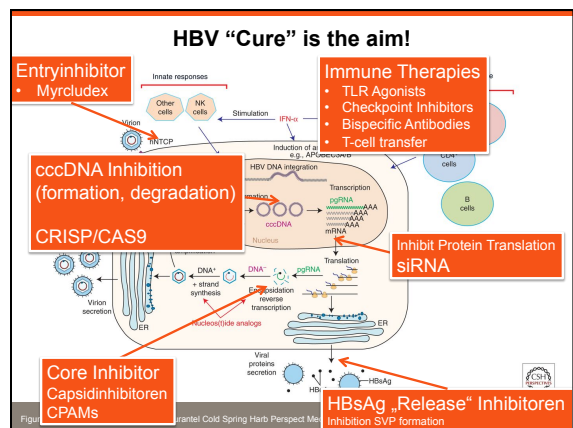 HBV “Cure” is the aim!
Entryinhibitor
• Myrcludex
Innate responses
Other
cells
NK
cells
Stimulation
IFN-α
Immune Therapies
• TLR Agonists
• Checkpoint Inhibitors
• Bispecific Antibodies
• T-cell transfer
Virion
hNTCP
Induction of
e.g.,
CD4⁺
cells
B
cells
cccDNA Inhibition
(formation, degradation)
CRISP/CAS9
HBV DNA integration
Transcription
pgRNA
AAA
AAA
AAA
AAA
mRNA
cccDNA
Nucleus
Inhibit Protein Translation
siRNA
Translation
DNA⁺
+ strand
synthesis
DNA⁻
pgRNA
Encapsidation
reverse
transcription
Nucleos(t)ide analogs
Virion
secretion
ER
ER
Core Inhibitor
Capsidinhibitoren
CPAMs
Viral
proteins
secretion
HBsAg
CSH
PERSPECTIVES
HBsAg „Release“ Inhibitoren
Inhibition SVP formation
Cold Spring Harb Perspect